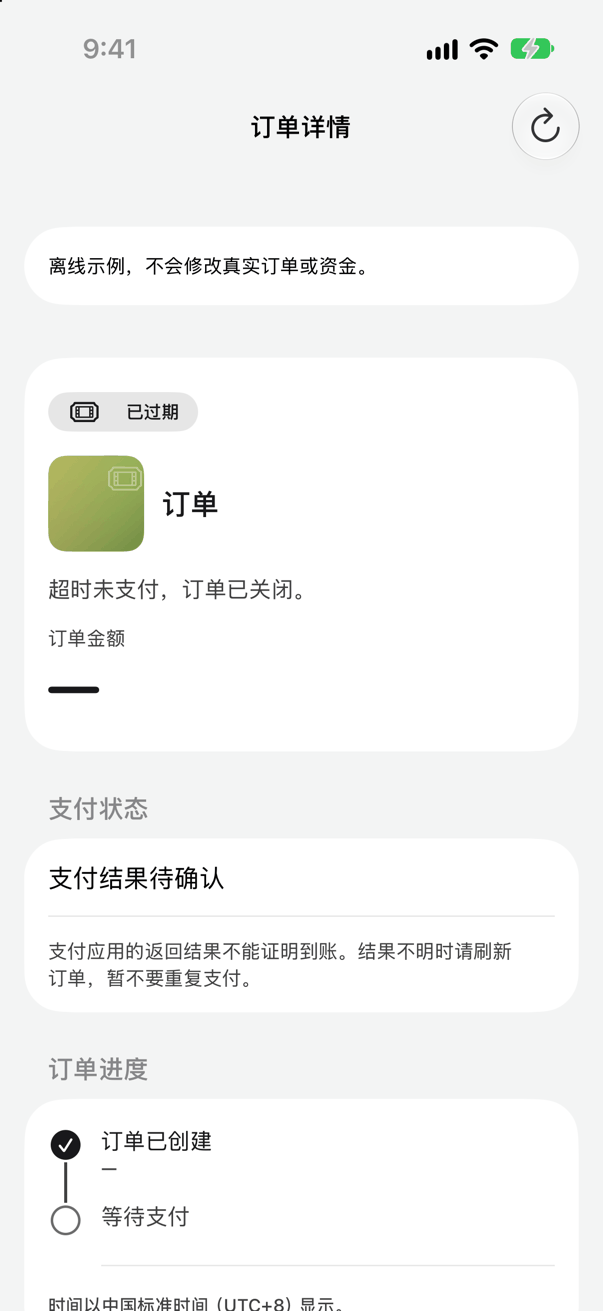 9:41
订单详情
离线示例，不会修改真实订单或资金。
已过期
订单
超时未支付，订单已关闭。
订单金额
—
支付状态
支付结果待确认
支付应用的返回结果不能证明到账。结果不明时请刷新
订单，暂不要重复支付。
订单进度
订单已创建
—
等待支付
时间以中国标准时间（UTC+8）显示。